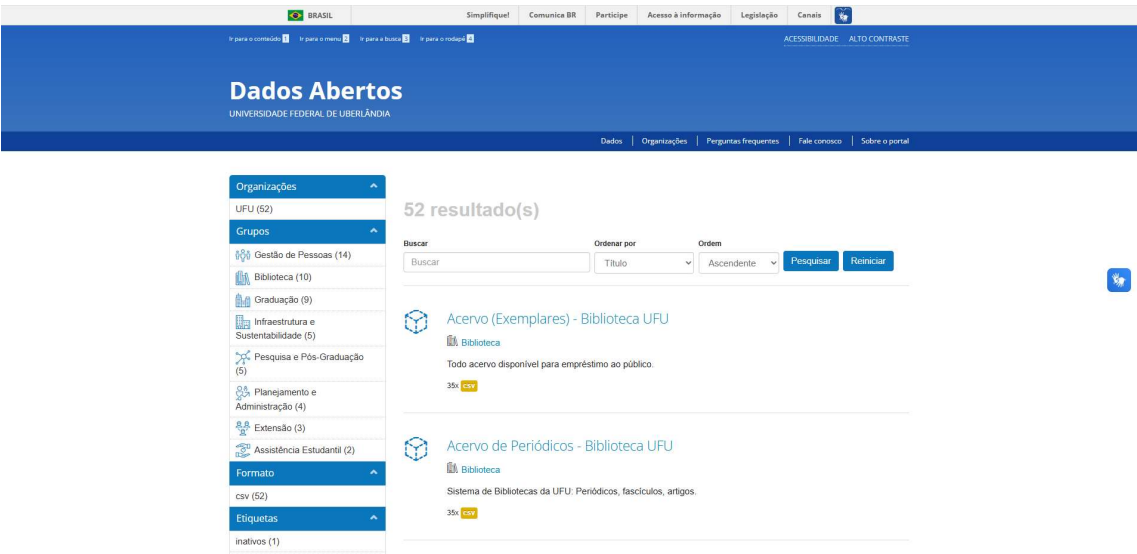 BRASIL
Simplifique!
Comunica BR
Participe
Acesso à informação
Legislação
Canais
Ir para o conteúdo 1
Ir para o menu 2
Ir para a busca 3
Ir para o rodapé 4
ACESSIBILIDADE
ALTO CONTRASTE
Dados Abertos
UNIVERSIDADE FEDERAL DE UBERLÂNDIA
Dados
Organizações
Perguntas frequentes
Fale conosco
Sobre o portal
Organizações
UFU (52)
Grupos
Gestão de Pessoas (14)
Biblioteca (10)
Graduação (9)
Infraestrutura e
Sustentabilidade (5)
Pesquisa e Pós-Graduação
(5)
Planejamento e
Administração (4)
Extensão (3)
Assistência Estudantil (2)
Formato
csv (52)
Etiquetas
inativos (1)
52 resultado(s)
Buscar
Ordenar por
Ordem
Buscar
Título
Ascendente
Pesquisar
Reiniciar
Acervo (Exemplares) - Biblioteca UFU
Biblioteca
Todo acervo disponível para empréstimo ao público.
35x CSV
Acervo de Periódicos - Biblioteca UFU
Biblioteca
Sistema de Bibliotecas da UFU: Periódicos, fascículos, artigos.
35x CSV